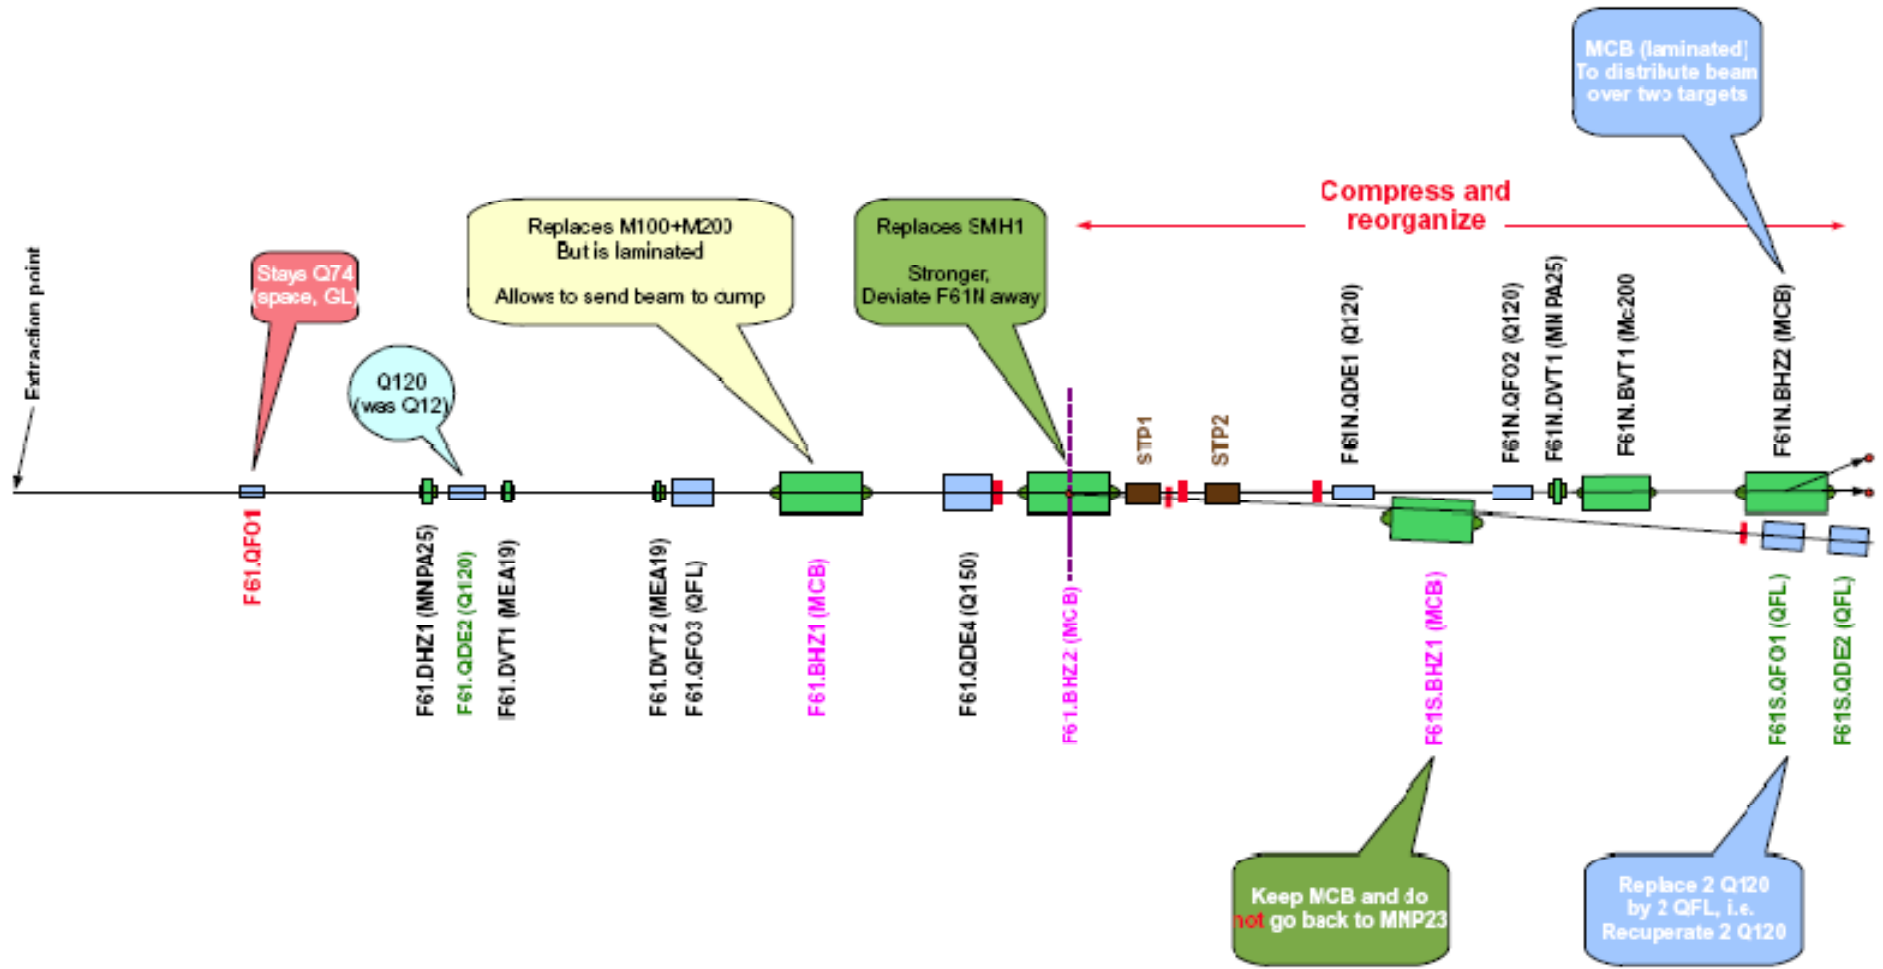 MCB (laminated)
To distribute beam
over two targets
Compress and
reorganize
Replaces M100+M200
But is laminated
Allows to send beam to dump
Replaces SMH1
Stronger,
Deviate F61N away
Stays Q74
(space, GL)
Q120
(was Q12)
Extraction point
STP1
STP2
F61N.QDE1 (Q120)
F61N.QFO2 (Q120)
F61N.DVT1 (MNPA25)
F61N.BVT1 (Mc200
F61N.BHZ2 (MCB)
F61.QFO1
F61.DHZ1 (MNPA25)
F61.QDE2 (Q120)
F61.DVT1 (MEA19)
F61.DVT2 (MEA19)
F61.QFO3 (QFL)
F61.BHZ1 (MCB)
F61.QDE4 (Q150)
F61.BHZ2 (MCB)
F61S.BHZ1 (MCB)
F61S.QFO1 (QFL)
F61S.QDE2 (QFL)
Keep MCB and do
not go back to MNP23
Replace 2 Q120
by 2 QFL, i.e.
Recuperate 2 Q120